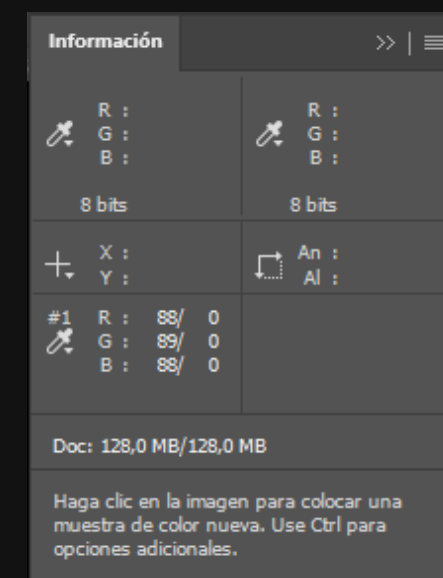 Información
R :
G :
B :
8 bits
R :
G :
B :
8 bits
X :
Y :
An :
Al :
#1 R : 88/ 0
G : 89/ 0
B : 88/ 0
Doc: 128,0 MB/128,0 MB
Haga clic en la imagen para colocar una
muestra de color nueva. Use Ctrl para
opciones adicionales.